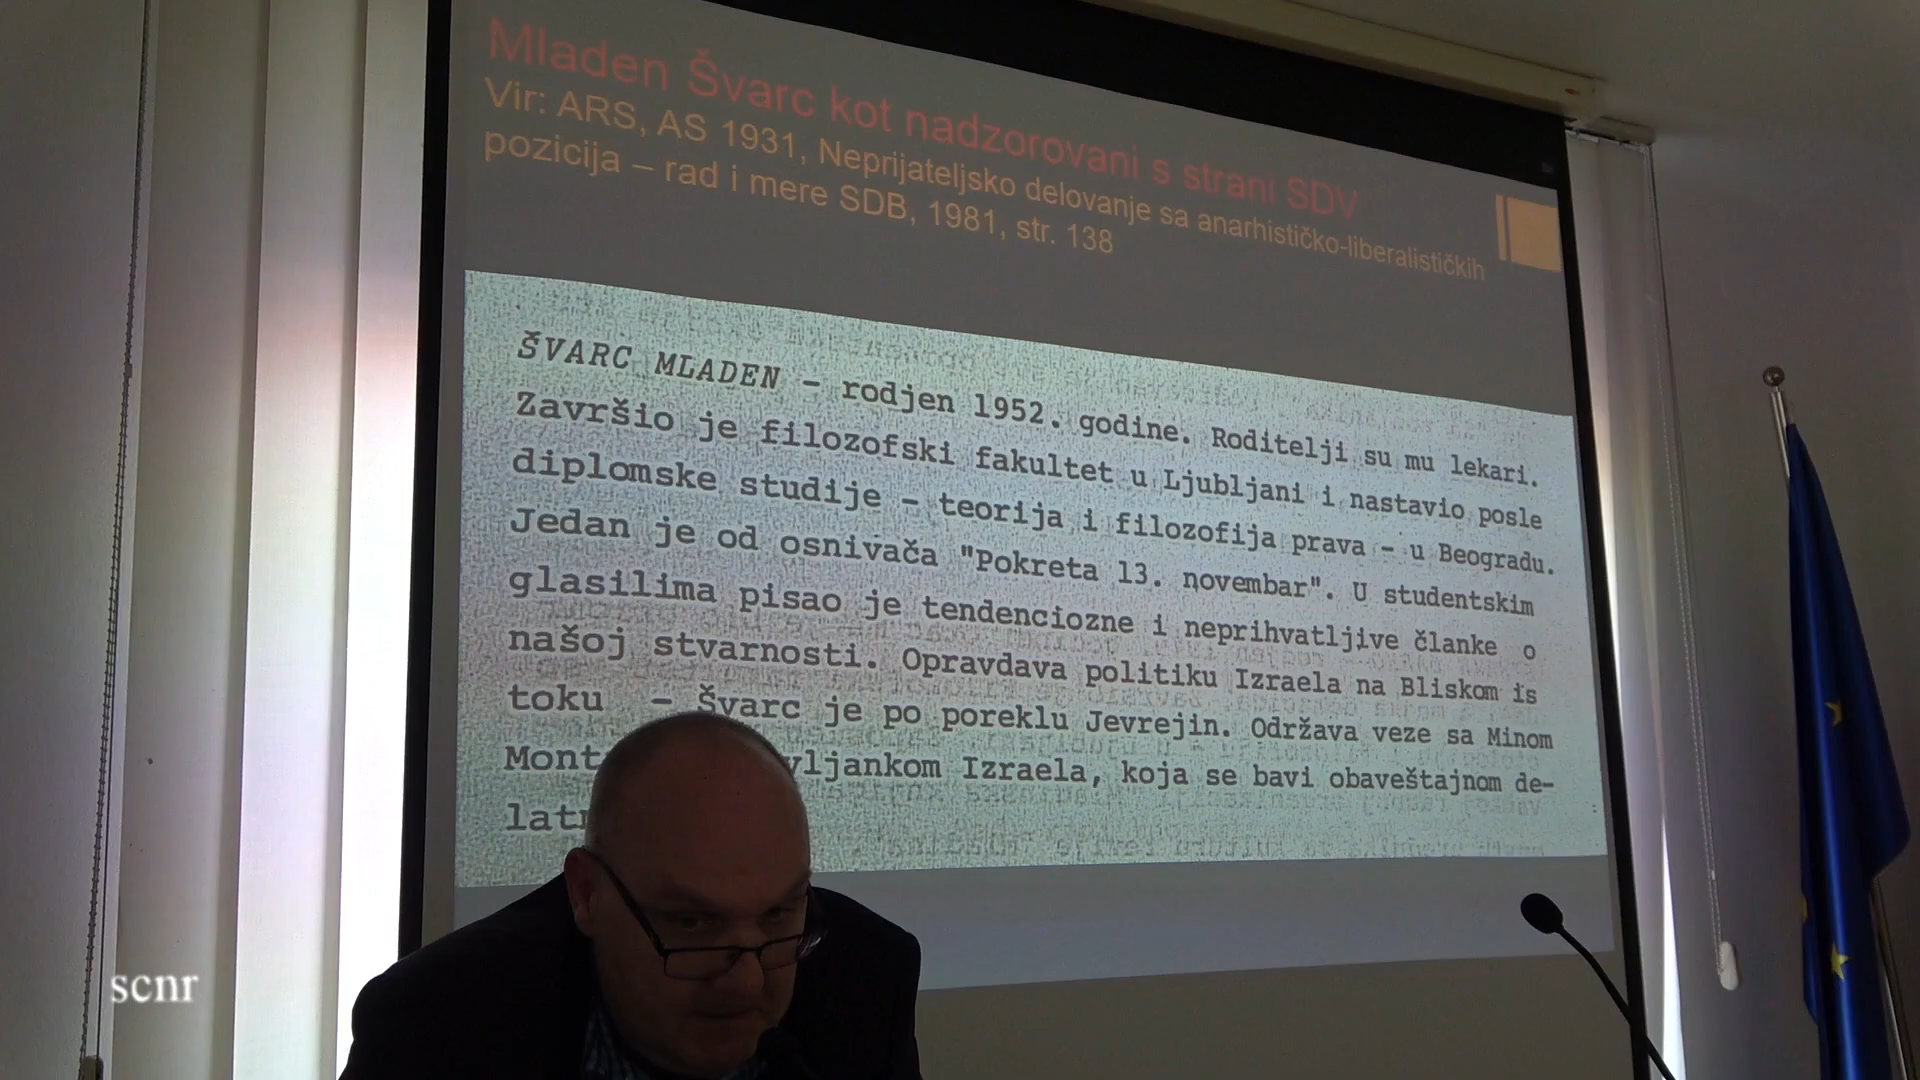 Mladen Švarc kot nadzorovani s strani SDV
Vir: ARS, AS 1931, Neprijateljsko delovanje sa anarhističko-liberalističkih
pozicija – rad i mere SDB, 1981, str. 138
ŠVARC MLADEN – rodjen 1952. godine. Roditelji su mu lekari.
Završio je filozofski fakultet u Ljubljani i nastavio posle
diplomske studije – teorija i filozofija prava – u Beogradu.
Jedan je od osnivača "Pokreta 13. novembar". U studentskim
glasilima pisao je tendenciozne i neprihvatljive članke o
našoj stvarnosti. Opravdava politiku Izraela na Bliskom is
toku – Švarc je po poreklu Jevrejin. Održava veze sa Minom
Izraela, koja se bavi obaveštajnom de-
scnr